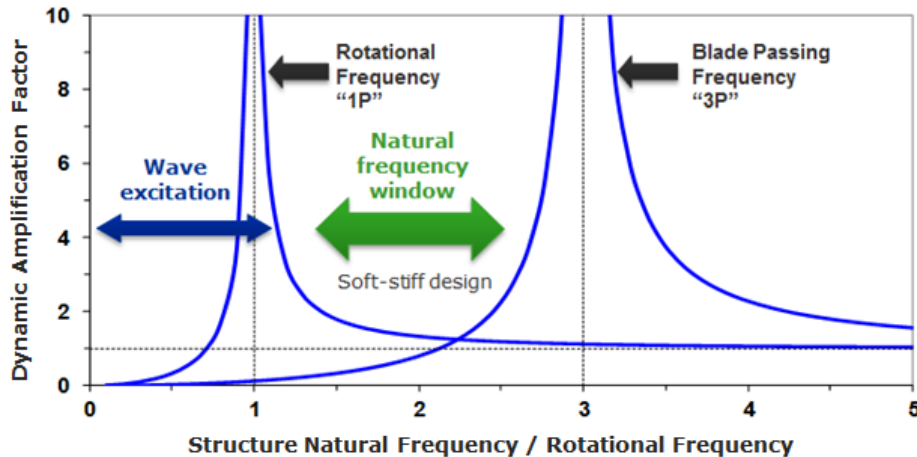 10
8
6
4
2
0
0
1
2
3
4
5
Dynamic Amplification Factor
Structure Natural Frequency / Rotational Frequency
Rotational
Frequency
“1P”
Blade Passing
Frequency
“3P”
Wave
excitation
Natural
frequency
window
Soft-stiff design